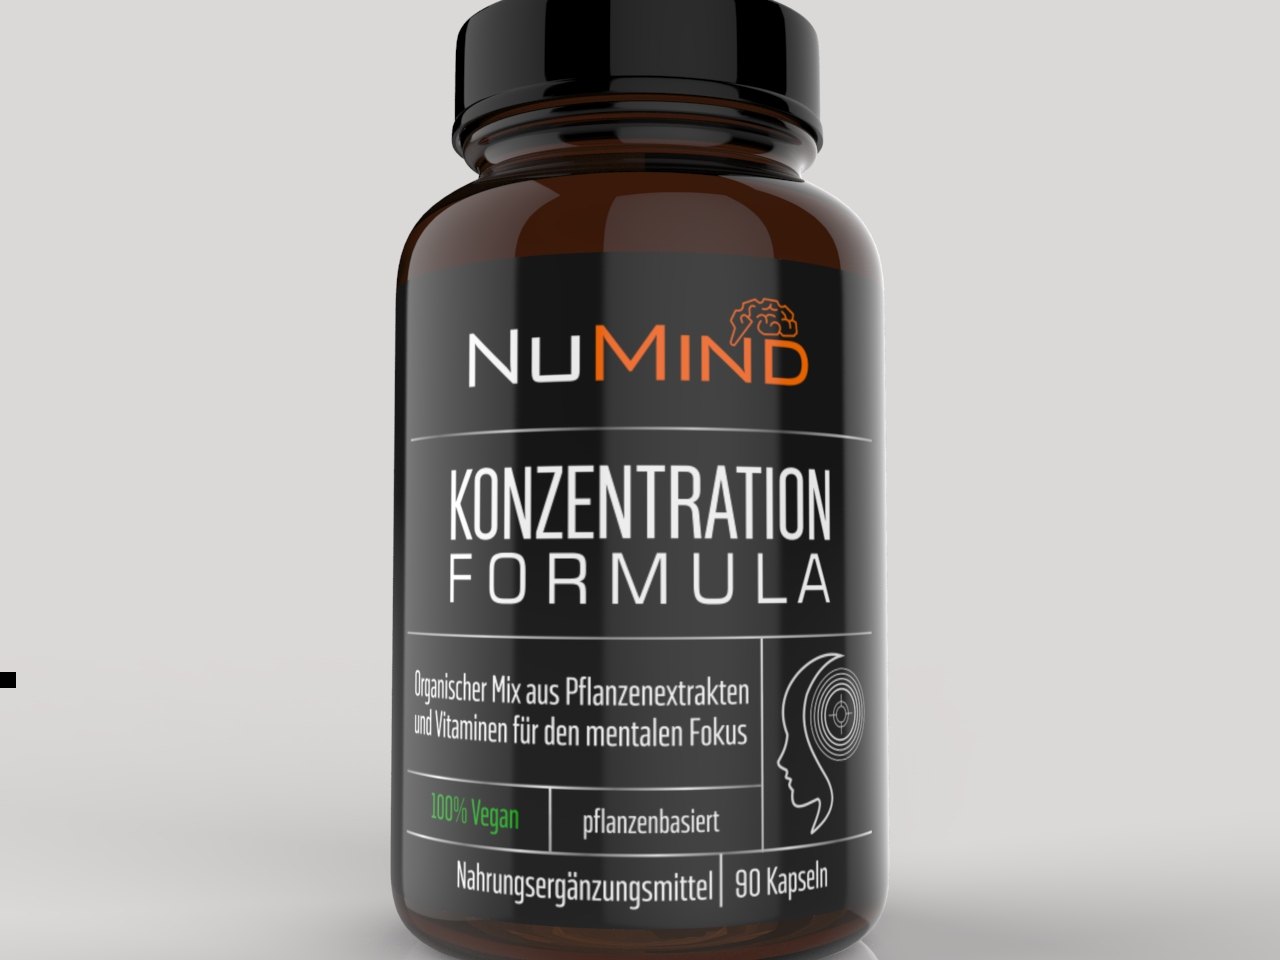 NUMIND
KONZENTRATION
FORMULA
Organischer Mix aus Pflanzenextrakten
und Vitaminen für den mentalen Fokus
100% Vegan
pflanzenbasiert
Nahrungsergänzungsmittel
90 Kapseln